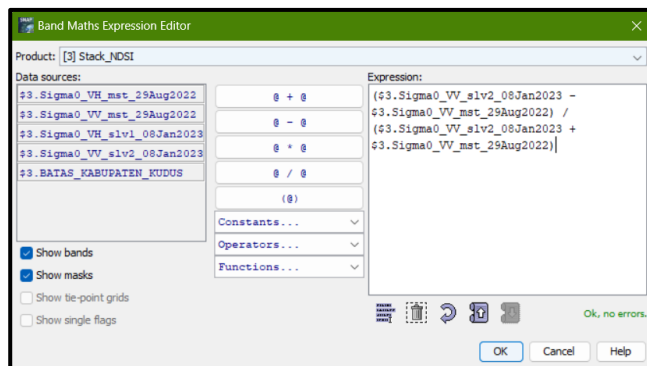 Band Maths Expression Editor
Product: [3] Stack_NDSI
Data sources:
$3.Sigma0_VH_mst_29Aug2022
$3.Sigma0_VV_mst_29Aug2022
$3.Sigma0_VH_slv1_08Jan2023
$3.Sigma0_VV_slv2_08Jan2023
$3.BATAS_KABUPATEN_KUDUS
Show bands
Show masks
Show tie-point grids
Show single flags
@ + @
@ - @
@ * @
@ / @
(@)
Constants...
Operators...
Functions...
Expression:
($3.Sigma0_VV_slv2_08Jan2023 -
$3.Sigma0_VV_mst_29Aug2022) /
($3.Sigma0_VV_slv2_08Jan2023 +
$3.Sigma0_VV_mst_29Aug2022)
Ok, no errors.
OK
Cancel
Help